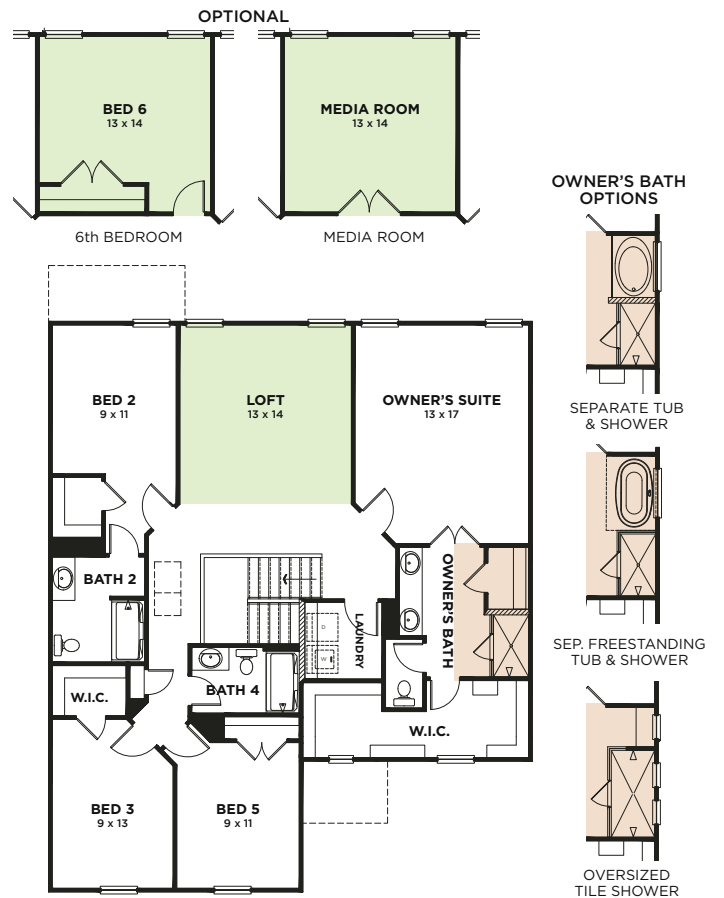 OPTIONAL
BED 6
13 x 14
6th BEDROOM
MEDIA ROOM
13 x 14
MEDIA ROOM
OWNER'S BATH
OPTIONS
SEPARATE TUB
& SHOWER
SEP. FREESTANDING
TUB & SHOWER
OVERSIZED
TILE SHOWER
BED 2
9 x 11
LOFT
13 x 14
OWNER'S SUITE
13 x 17
BATH 2
OWNER'S BATH
LAUNDRY
D
W
W.I.C.
BATH 4
W.I.C.
BED 3
9 x 13
BED 5
9 x 11